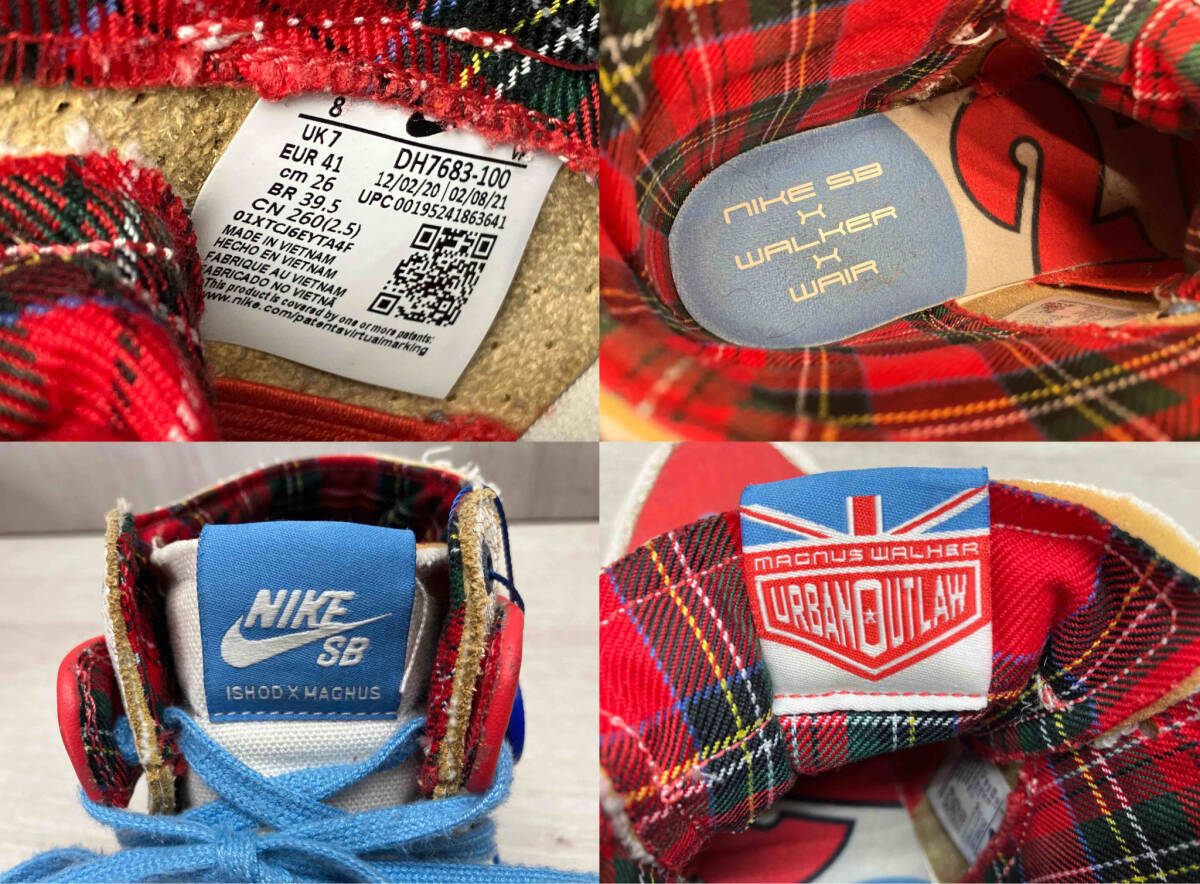 8
UK 7
EUR 41
cm 26
BR 39.5
CN 260(2.5)
01XTCJ6EYTA4F
MADE IN VIETNAM
HECHO EN VIETNAM
FABRIQUE AU VIETNAM
FABRICADO NO VIETNÃ
This product is covered by one or more patents:
www.nike.com/patentsvirtualmarking
DH7683-100
12/02/20 02/08/21
UPC 00195241863641
NIKE SB
X
WALKER
X
WAIR
NIKE
SB
ISHOD X MAGNUS
MAGNUS WALKER
URBAN OUTLAW